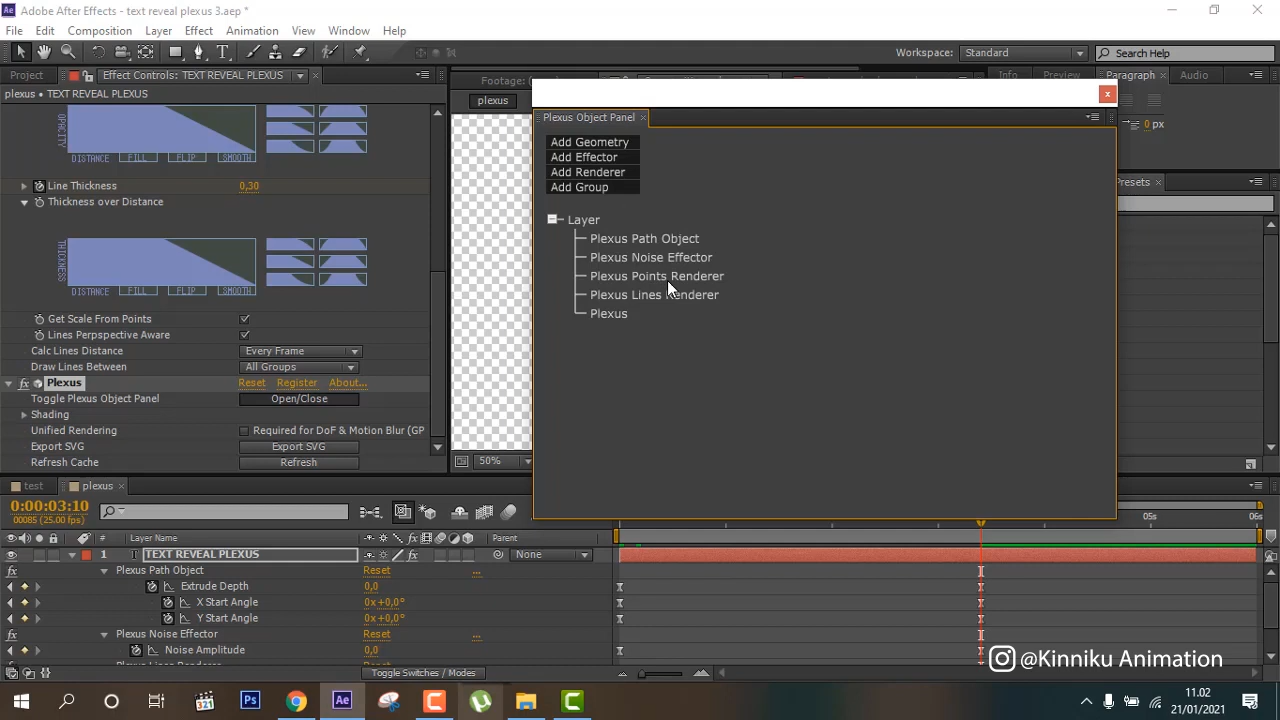 Adobe After Effects - text reveal plexus 3.aep *
File Edit Composition Layer Effect Animation View Window Help
Workspace: Standard Search Help
Project Effect Controls: TEXT REVEAL PLEXUS Footage: Info Preview Paragraph Audio
plexus • TEXT REVEAL PLEXUS
plexus
Plexus Object Panel
0 px
OPACITY
DISTANCE FILL FLIP SMOOTH
Add Geometry
Add Effector
Add Renderer
Add Group
Presets
Line Thickness 0,30
Thickness over Distance
THICKNESS
DISTANCE FILL FLIP SMOOTH
Layer
Plexus Path Object
Plexus Noise Effector
Plexus Points Renderer
Plexus Lines Renderer
Plexus
Get Scale From Points
Lines Perpspective Aware
Calc Lines Distance Every Frame
Draw Lines Between All Groups
fx Plexus Reset Register About...
Toggle Plexus Object Panel Open/Close
Shading
Unified Rendering Required for DoF & Motion Blur (GP
Export SVG Export SVG
Refresh Cache Refresh
50%
test plexus
0:00:03:10
00085 (25.00 fps)
05s 06s
# Layer Name Parent
1 T TEXT REVEAL PLEXUS None
fx Plexus Path Object Reset ...
Extrude Depth 0,0
X Start Angle 0x+0,0°
Y Start Angle 0x+0,0°
fx Plexus Noise Effector Reset ...
Noise Amplitude 0,0
@Kinniku Animation
Toggle Switches / Modes
11.02
21/01/2021